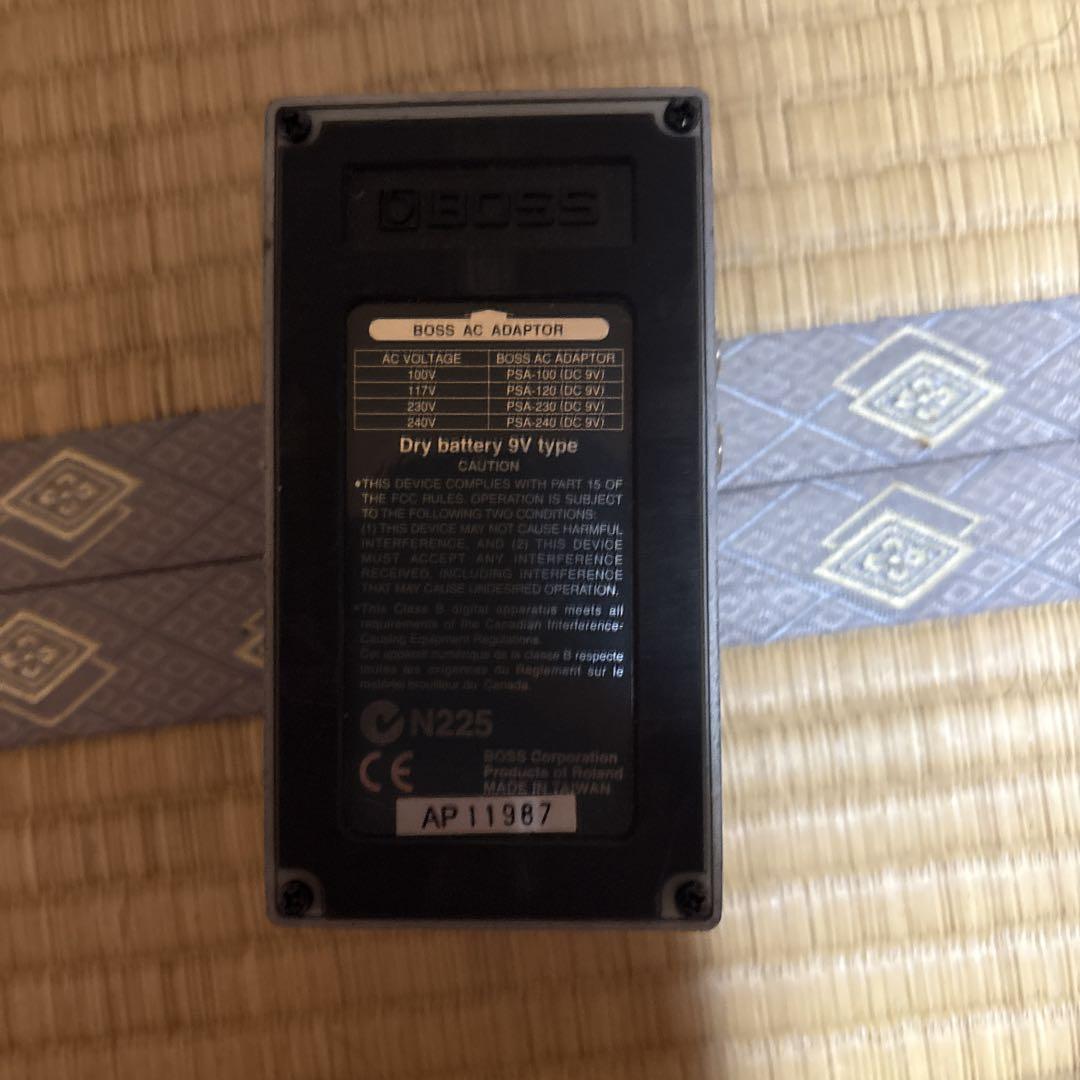 BOSS
BOSS AC ADAPTOR
AC VOLTAGE BOSS AC ADAPTOR
100V PSA-100 (DC 9V)
117V PSA-120 (DC 9V)
230V PSA-230 (DC 9V)
240V PSA-240 (DC 9V)
Dry battery 9V type
CAUTION
•THIS DEVICE COMPLIES WITH PART 15 OF
THE FCC RULES. OPERATION IS SUBJECT
TO THE FOLLOWING TWO CONDITIONS:
(1) THIS DEVICE MAY NOT CAUSE HARMFUL
INTERFERENCE, AND (2) THIS DEVICE
MUST ACCEPT ANY INTERFERENCE
RECEIVED, INCLUDING INTERFERENCE
THAT MAY CAUSE UNDESIRED OPERATION.
•This Class B digital apparatus meets all
requirements of the Canadian Interference-
Causing Equipment Regulations.
Cet appareil numérique de la classe B respecte
toutes les exigences du Règlement sur le
matériel brouilleur du Canada.
N225
CE
BOSS Corporation
Products of Roland
MADE IN TAIWAN
AP11987